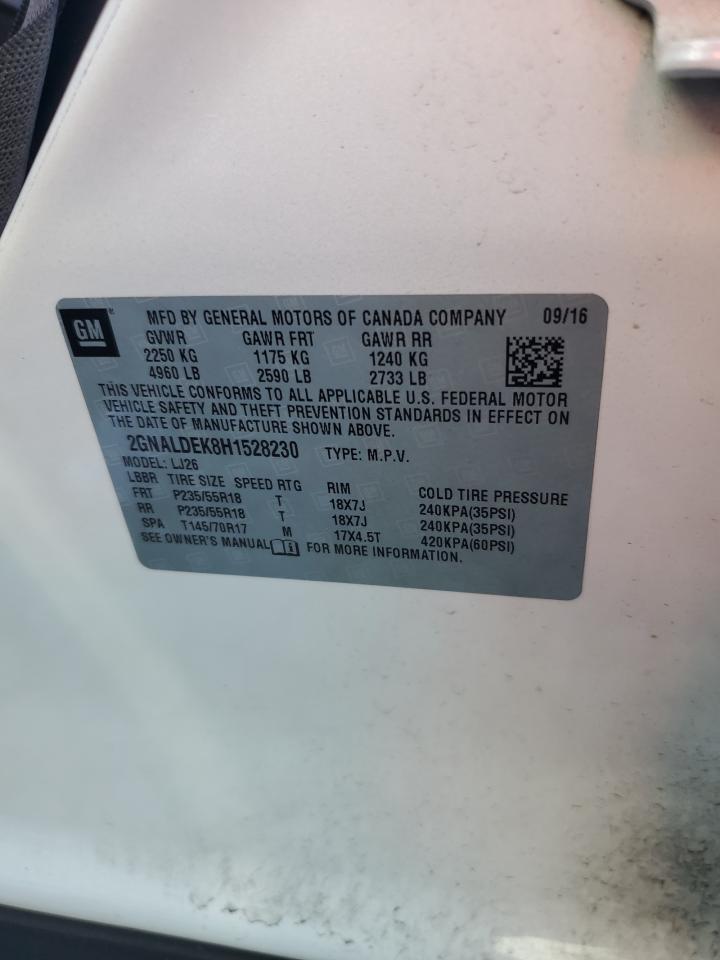 GM
MFD BY GENERAL MOTORS OF CANADA COMPANY 09/16
GVWR GAWR FRT GAWR RR
2250 KG 1175 KG 1240 KG
4960 LB 2590 LB 2733 LB
THIS VEHICLE CONFORMS TO ALL APPLICABLE U.S. FEDERAL MOTOR
VEHICLE SAFETY AND THEFT PREVENTION STANDARDS IN EFFECT ON
THE DATE OF MANUFACTURE SHOWN ABOVE.
2GNALDEK8H1528230 TYPE: M.P.V.
MODEL: LJ26
LBBR TIRE SIZE SPEED RTG RIM COLD TIRE PRESSURE
FRT P235/55R18 T 18X7J 240KPA(35PSI)
RR P235/55R18 T 18X7J 240KPA(35PSI)
SPA T145/70R17 M 17X4.5T 420KPA(60PSI)
SEE OWNER'S MANUAL FOR MORE INFORMATION.